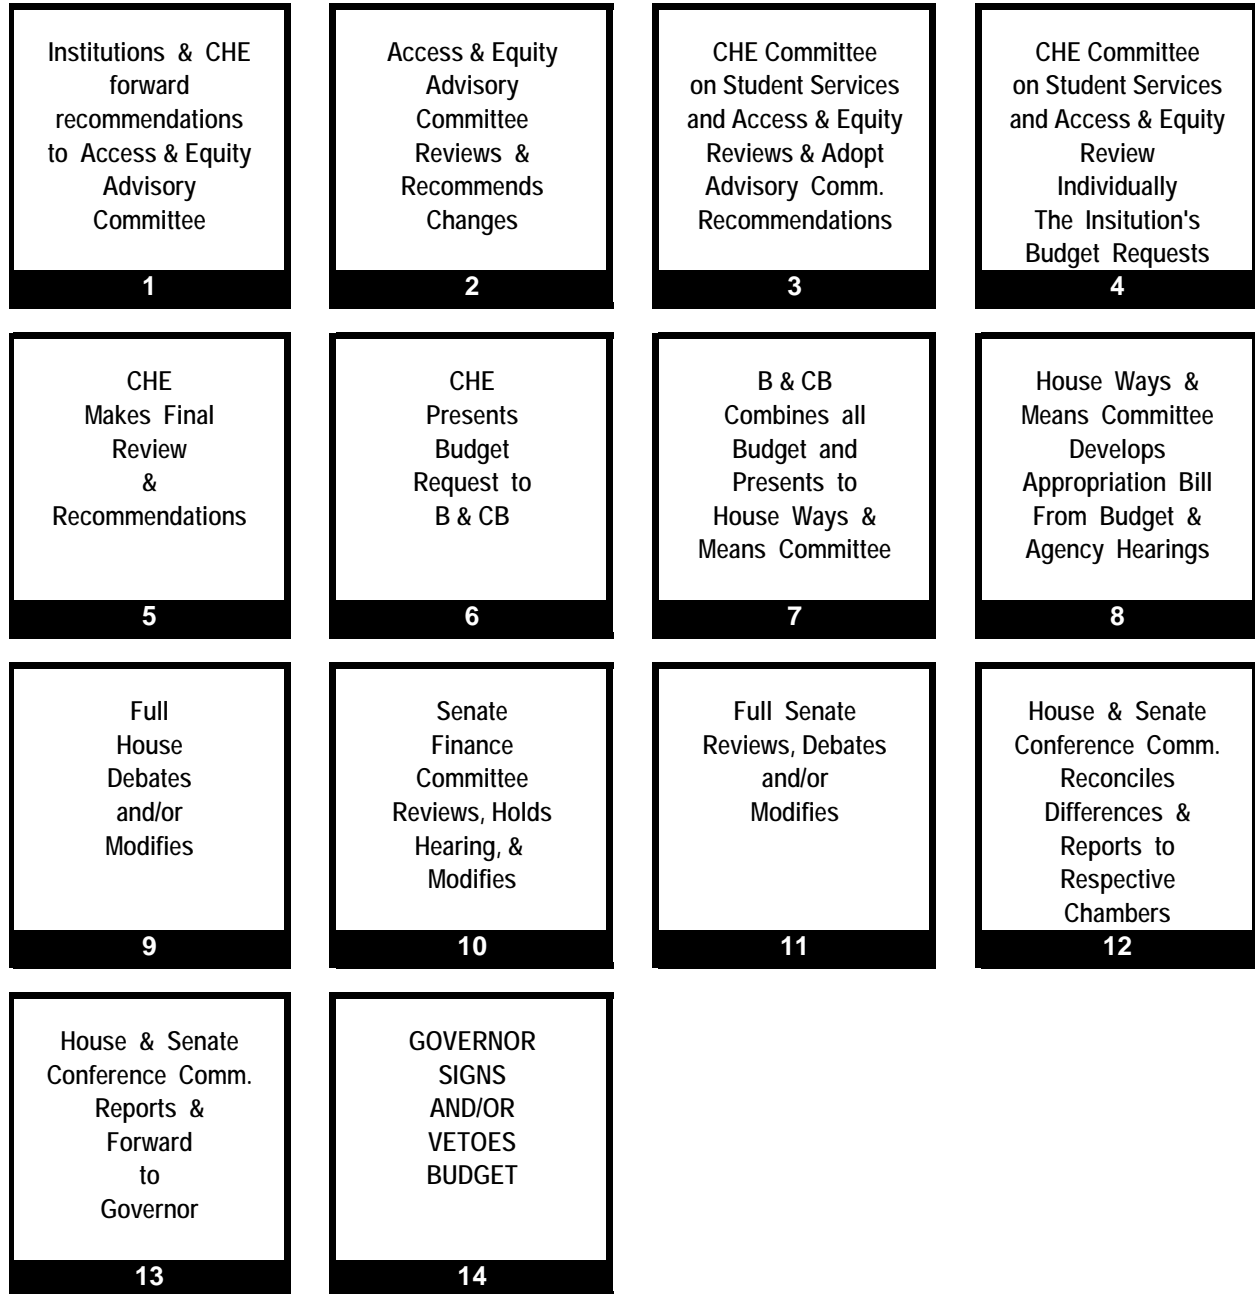 Institutions & CHE
forward
recommendations
to Access & Equity
Advisory
Committee
1
Access & Equity
Advisory
Committee
Reviews &
Recommends
Changes
2
CHE Committee
on Student Services
and Access & Equity
Reviews & Adopt
Advisory Comm.
Recommendations
3
CHE Committee
on Student Services
and Access & Equity
Review
Individually
The Insitution's
Budget Requests
4
CHE
Makes Final
Review
&
Recommendations
5
CHE
Presents
Budget
Request to
B & CB
6
B & CB
Combines all
Budget and
Presents to
House Ways &
Means Committee
7
House Ways &
Means Committee
Develops
Appropriation Bill
From Budget &
Agency Hearings
8
Full
House
Debates
and/or
Modifies
9
Senate
Finance
Committee
Reviews, Holds
Hearing, &
Modifies
10
Full Senate
Reviews, Debates
and/or
Modifies
11
House & Senate
Conference Comm.
Reconciles
Differences &
Reports to
Respective
Chambers
12
House & Senate
Conference Comm.
Reports &
Forward
to
Governor
13
GOVERNOR
SIGNS
AND/OR
VETOES
BUDGET
14